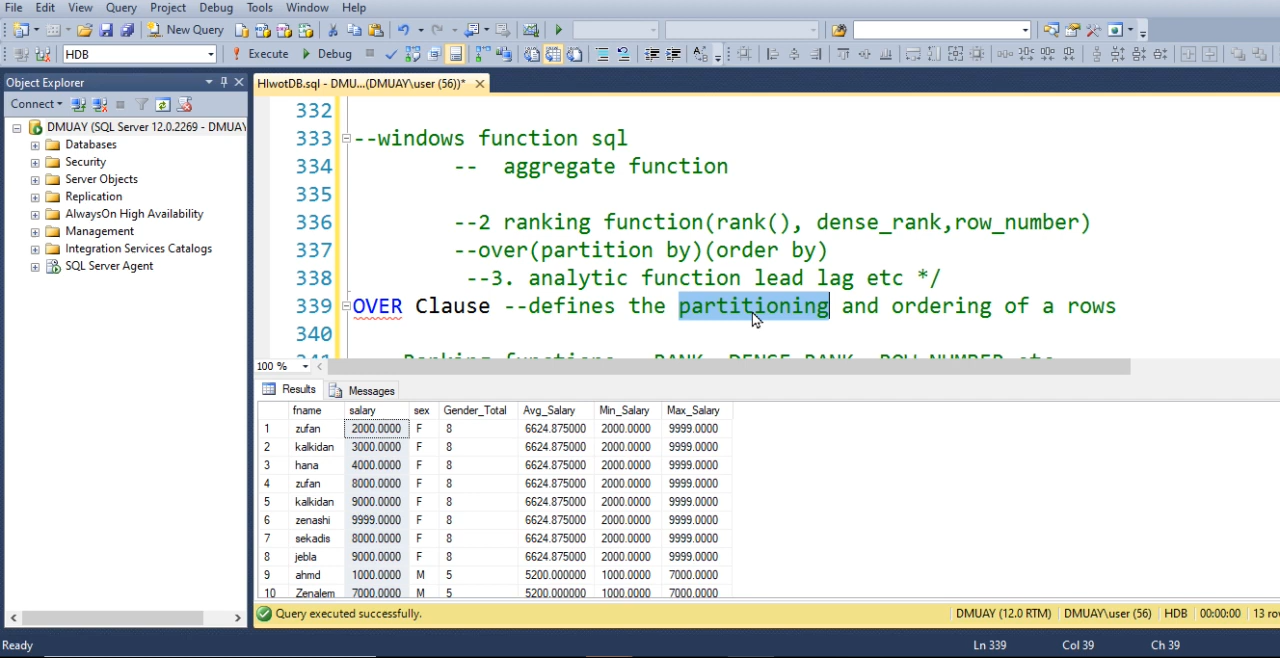 File Edit View Query Project Debug Tools Window Help
New Query
HDB Execute Debug
Object Explorer
HlwotDB.sql - DMU...(DMUAY\user (56))*
Connect
DMUAY (SQL Server 12.0.2269 - DMUAY
Databases
Security
Server Objects
Replication
AlwaysOn High Availability
Management
Integration Services Catalogs
SQL Server Agent
332
333 --windows function sql
334 -- aggregate function
335
336 --2 ranking function(rank(), dense_rank,row_number)
337 --over(partition by)(order by)
338 --3. analytic function lead lag etc */
339 OVER Clause --defines the partitioning and ordering of a rows
340
100 %
Results Messages
fname salary sex Gender_Total Avg_Salary Min_Salary Max_Salary
1 zufan 2000.0000 F 8 6624.875000 2000.0000 9999.0000
2 kalkidan 3000.0000 F 8 6624.875000 2000.0000 9999.0000
3 hana 4000.0000 F 8 6624.875000 2000.0000 9999.0000
4 zufan 8000.0000 F 8 6624.875000 2000.0000 9999.0000
5 kalkidan 9000.0000 F 8 6624.875000 2000.0000 9999.0000
6 zenashi 9999.0000 F 8 6624.875000 2000.0000 9999.0000
7 sekadis 8000.0000 F 8 6624.875000 2000.0000 9999.0000
8 jebla 9000.0000 F 8 6624.875000 2000.0000 9999.0000
9 ahmd 1000.0000 M 5 5200.000000 1000.0000 7000.0000
10 Zenalem 7000.0000 M 5 5200.000000 1000.0000 7000.0000
Query executed successfully.
DMUAY (12.0 RTM) DMUAY\user (56) HDB 00:00:00 13 ro
Ready Ln 339 Col 39 Ch 39